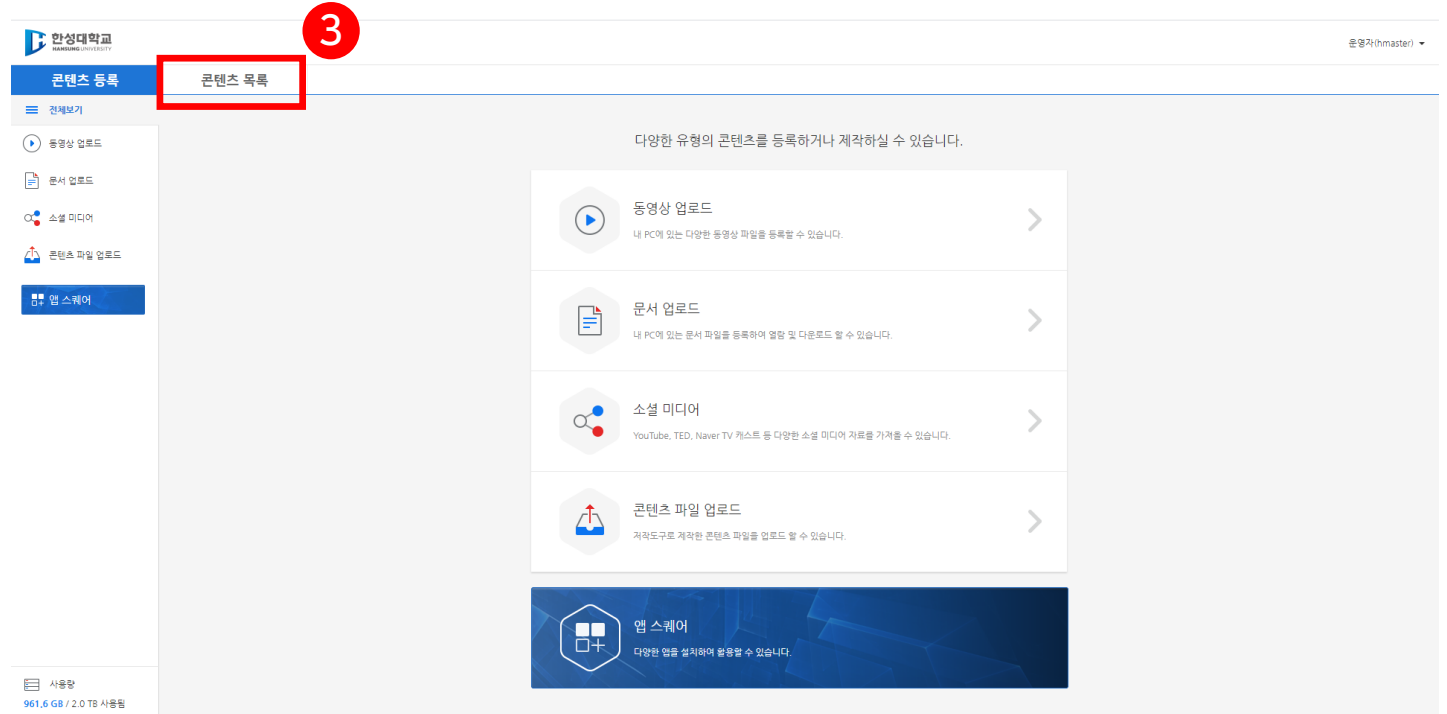 3
한성대학교
HANSUNG UNIVERSITY
운영자(hmaster)
콘텐츠 등록
콘텐츠 목록
전체보기
동영상 업로드
문서 업로드
소셜 미디어
콘텐츠 파일 업로드
앱 스퀘어
다양한 유형의 콘텐츠를 등록하거나 제작하실 수 있습니다.
동영상 업로드
내 PC에 있는 다양한 동영상 파일을 등록할 수 있습니다.
문서 업로드
내 PC에 있는 문서 파일을 등록하여 열람 및 다운로드 할 수 있습니다.
소셜 미디어
YouTube, TED, Naver TV 캐스트 등 다양한 소셜 미디어 자료를 가져올 수 있습니다.
콘텐츠 파일 업로드
저작도구로 제작한 콘텐츠 파일을 업로드 할 수 있습니다.
앱 스퀘어
다양한 앱을 설치하여 활용할 수 있습니다.
사용량
961.6 GB / 2.0 TB 사용됨